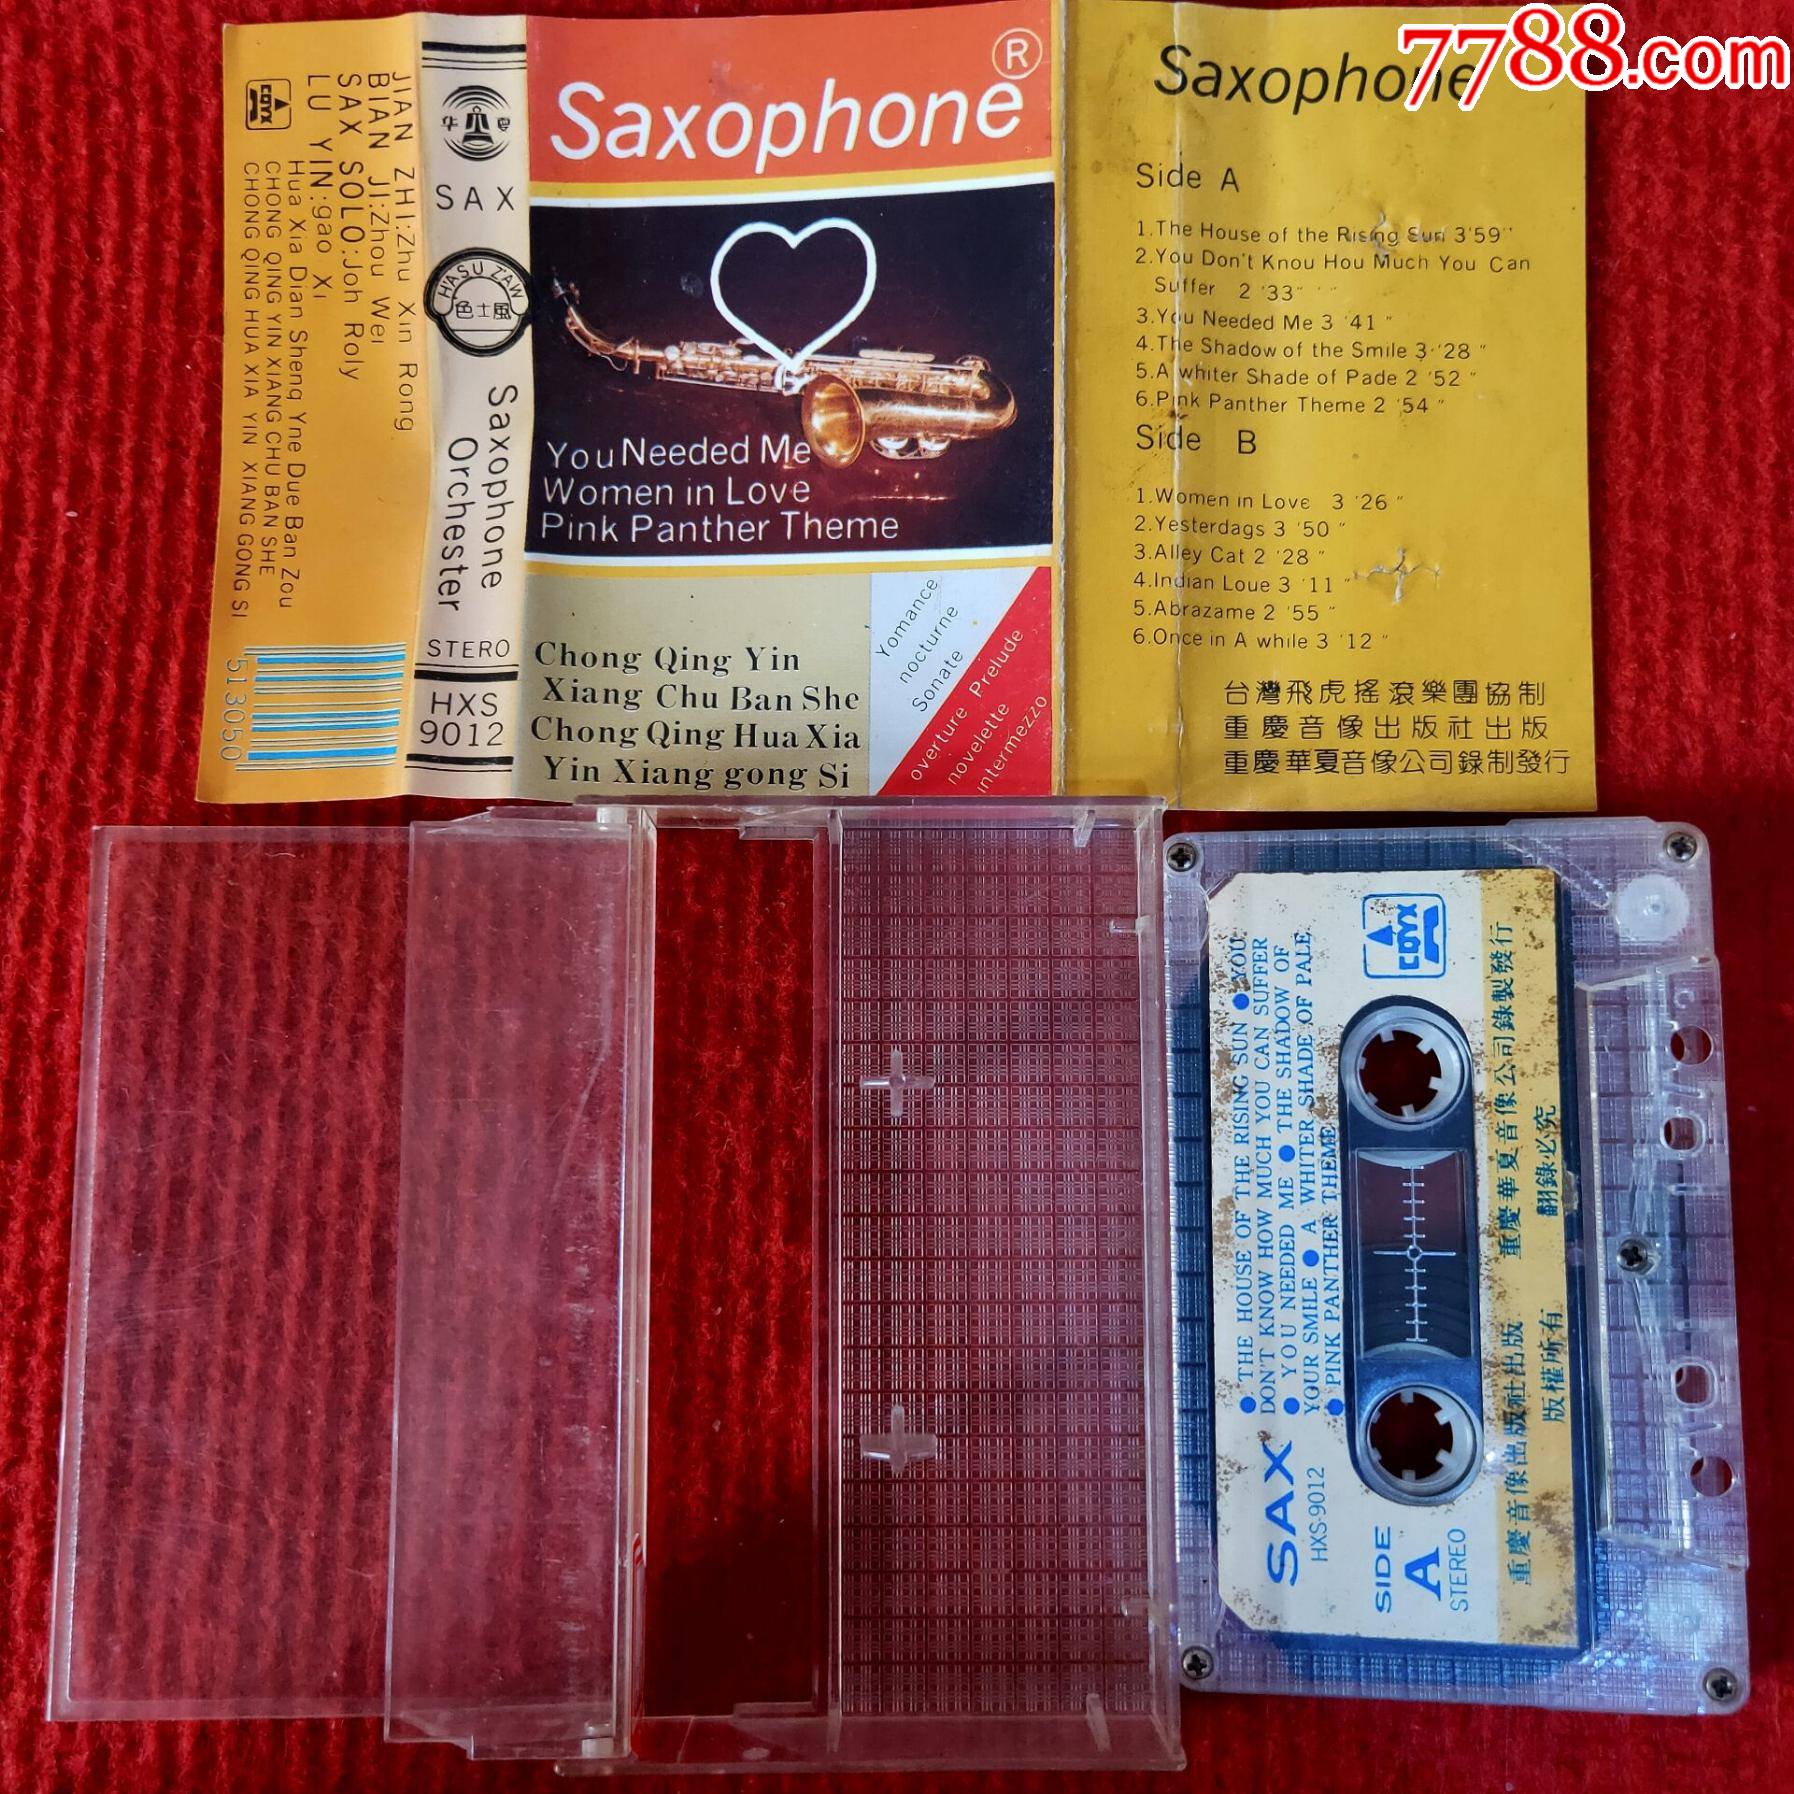 7788.com
JIAN ZHI:Zhu Xin Rong
BIAN JI:Zhou Wei
SAX SOLO:Joh Roly
LU YIN:gao Xi
Hua Xia Dian Sheng Yne Due Ban Zou
CHONG QING YIN XIANG CHU BAN SHE
CHONG QING HUA XIA YIN XIANG GONG SI
CQYX
513050
SAX
HASU ZAW
色士風
Saxophone
Orchester
STERO
HXS
9012
Saxophone ®
You Needed Me
Women in Love
Pink Panther Theme
Chong Qing Yin
Xiang Chu Ban She
Chong Qing Hua Xia
Yin Xiang gong Si
Yomance
nocturne
Sonate
overture Prelude
novelette
intermezzo
Saxophone
Side A
1.The House of the Rising Sun 3'59"
2.You Don't Knou Hou Much You Can
Suffer 2 '33"
3.You Needed Me 3 '41 "
4.The Shadow of the Smile 3 '28 "
5.A whiter Shade of Pade 2 '52 "
6.Pink Panther Theme 2 '54 "
Side B
1.Women in Love 3 '26 "
2.Yesterdags 3 '50 "
3.Alley Cat 2 '28 "
4.Indian Loue 3 '11 "
5.Abrazame 2 '55 "
6.Once in A while 3 '12 "
台灣飛虎搖滾樂團協制
重慶音像出版社出版
重慶華夏音像公司錄制發行
SAX
HXS-9012
● THE HOUSE OF THE RISING SUN ● YOU
DON'T KNOW HOW MUCH YOU CAN SUFFER
● YOU NEEDED ME ● THE SHADOW OF
YOUR SMILE ● A WHITER SHADE OF PALE
● PINK PANTHER THEME
CQYX
SIDE
A
STEREO
重慶音像出版社出版 重慶華夏音像公司錄製發行
版權所有 翻錄必究